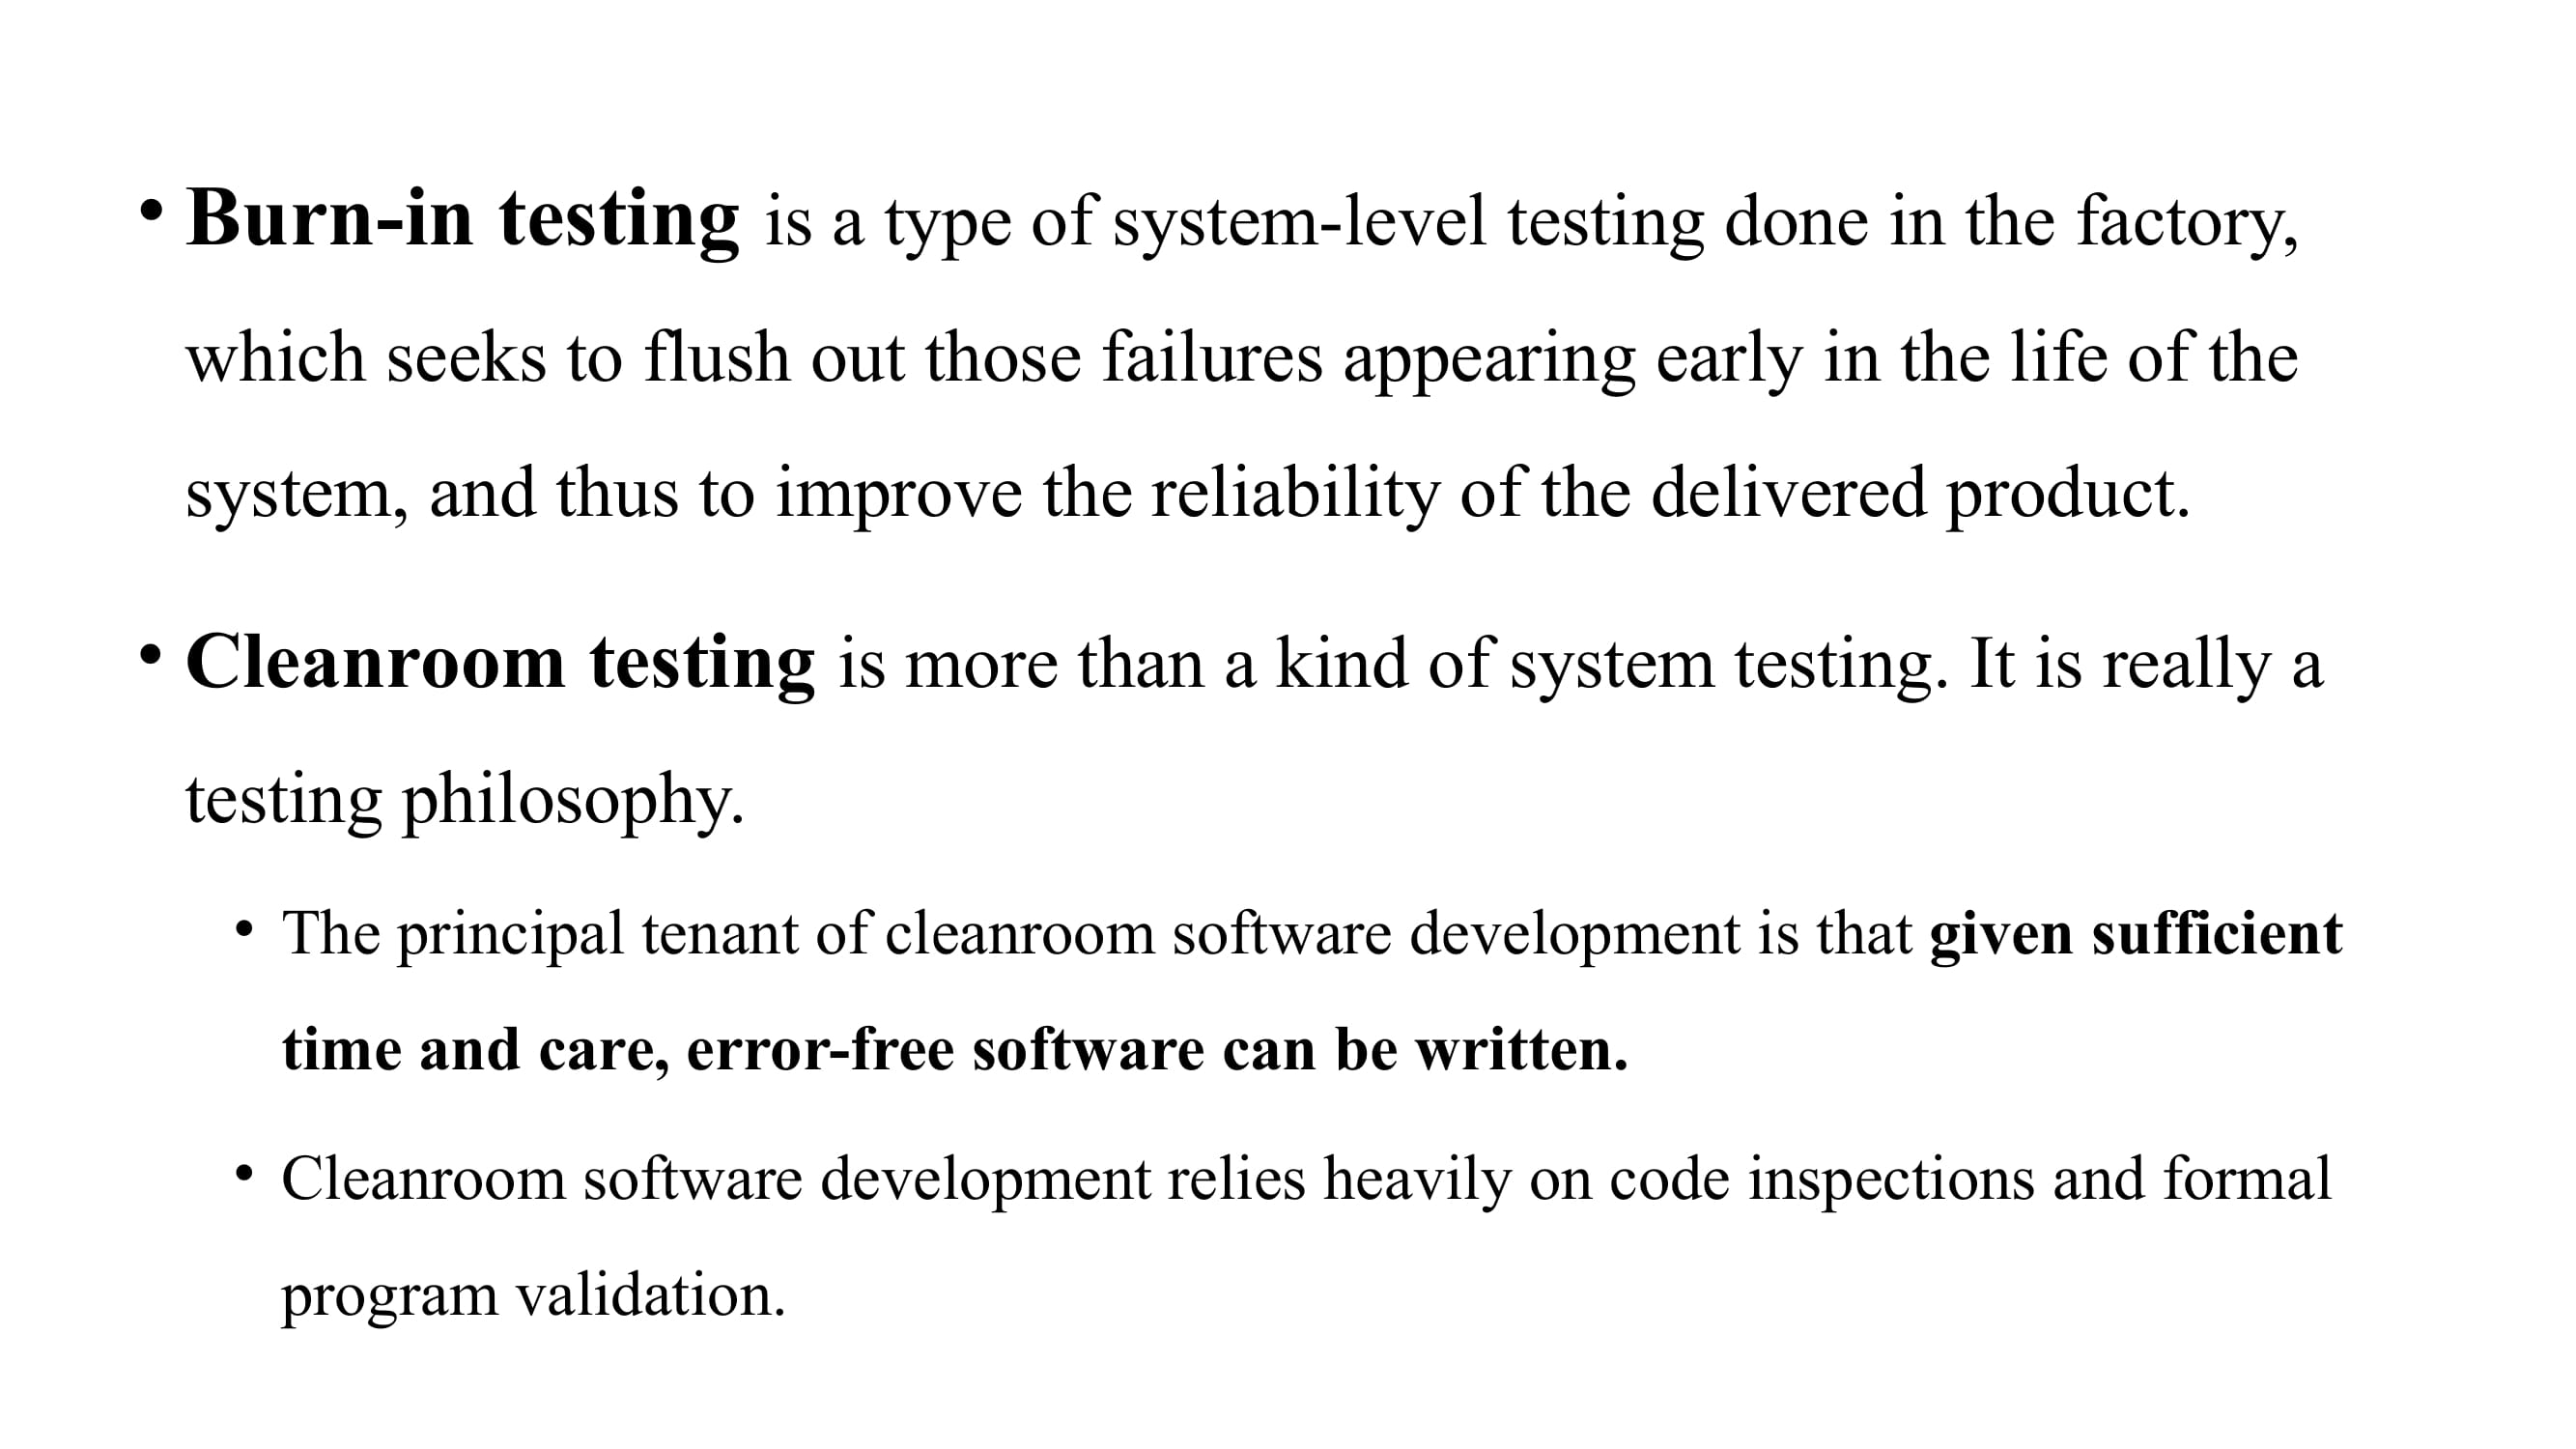 • Burn-in testing is a type of system-level testing done in the factory,
which seeks to flush out those failures appearing early in the life of the
system, and thus to improve the reliability of the delivered product.
• Cleanroom testing is more than a kind of system testing. It is really a
testing philosophy.
• The principal tenant of cleanroom software development is that given sufficient
time and care, error-free software can be written.
• Cleanroom software development relies heavily on code inspections and formal
program validation.